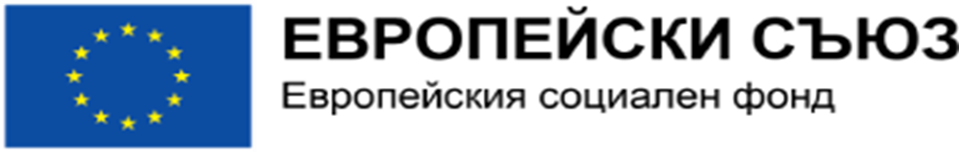 ЕВРОПЕЙСКИ СЪЮЗ
Европейския социален фонд